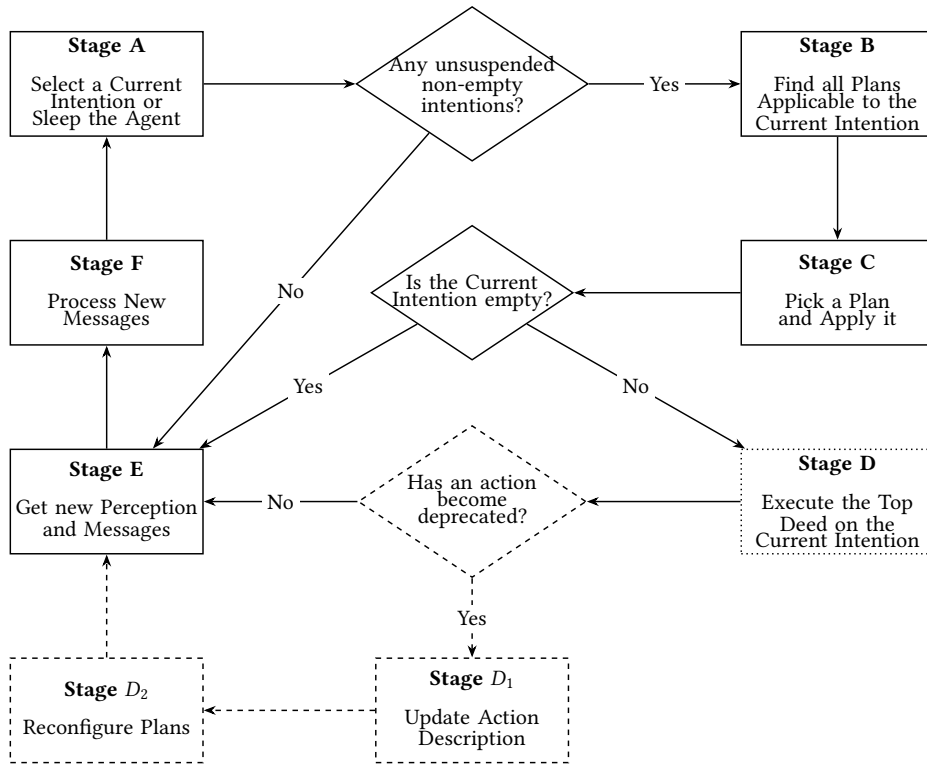 Stage A
Select a Current
Intention or
Sleep the Agent
Any unsuspended
non-empty
intentions?
Yes
Stage B
Find all Plans
Applicable to the
Current Intention
No
Stage F
Process New
Messages
Is the Current
Intention empty?
Stage C
Pick a Plan
and Apply it
Yes
No
Stage E
Get new Perception
and Messages
No
Has an action
become
deprecated?
Stage D
Execute the Top
Deed on the
Current Intention
Yes
Stage D₂
Reconfigure Plans
Stage D₁
Update Action
Description